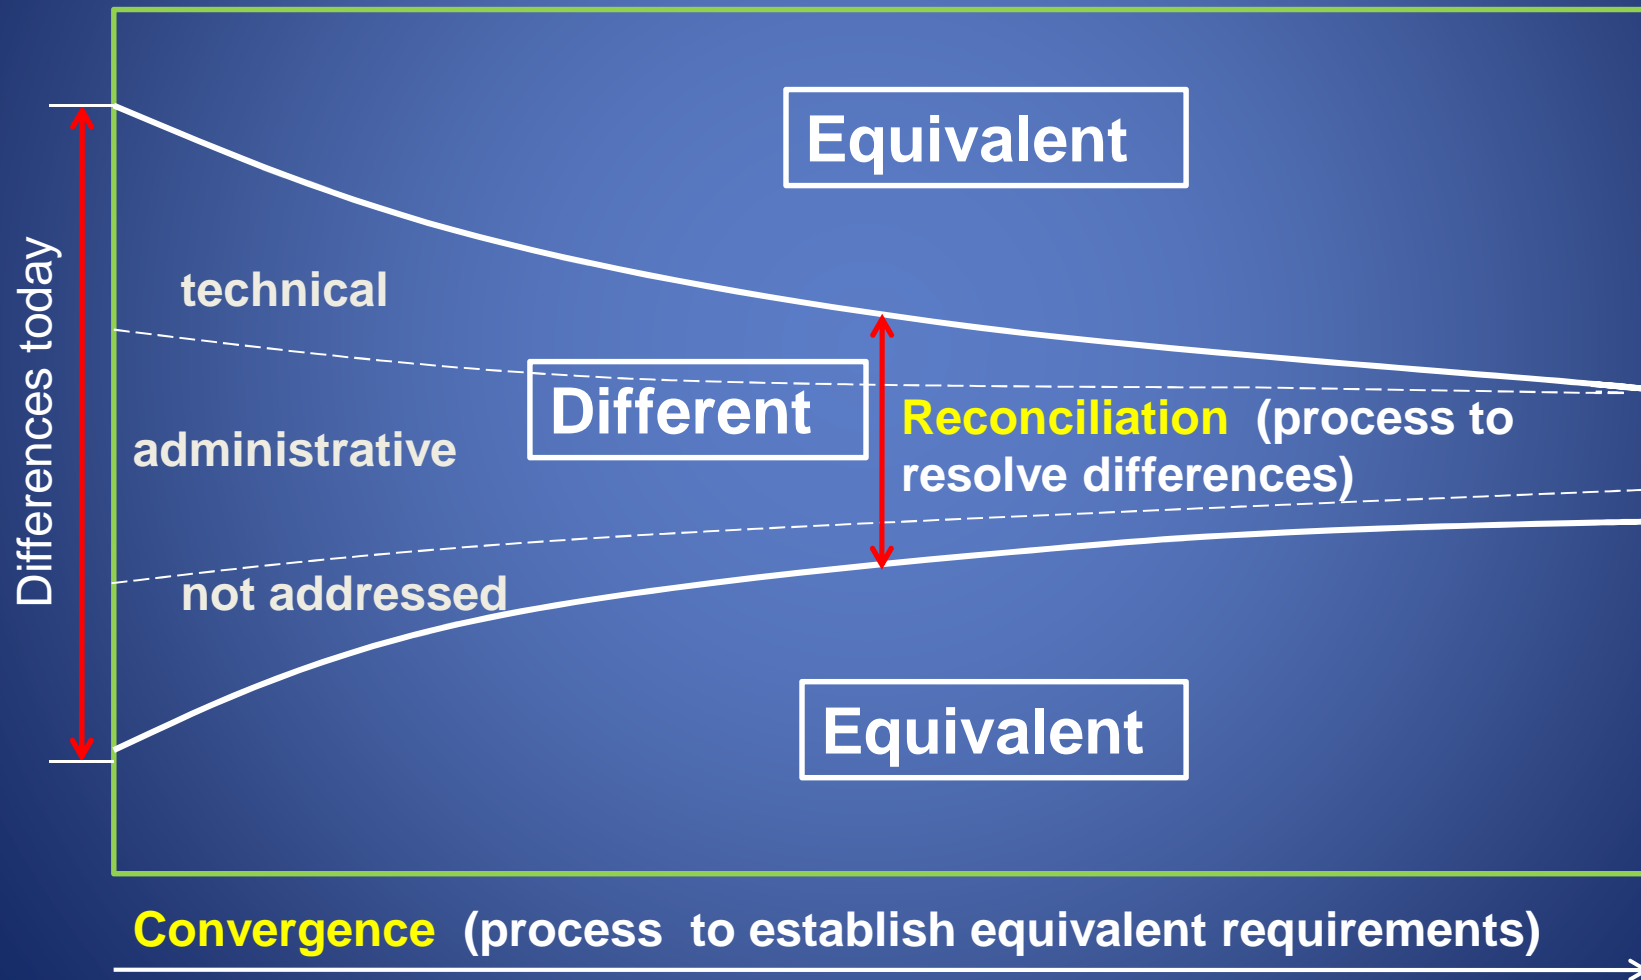 Equivalent
Differences today
technical
Different
administrative
Reconciliation (process to
resolve differences)
not addressed
Equivalent
Convergence (process to establish equivalent requirements)